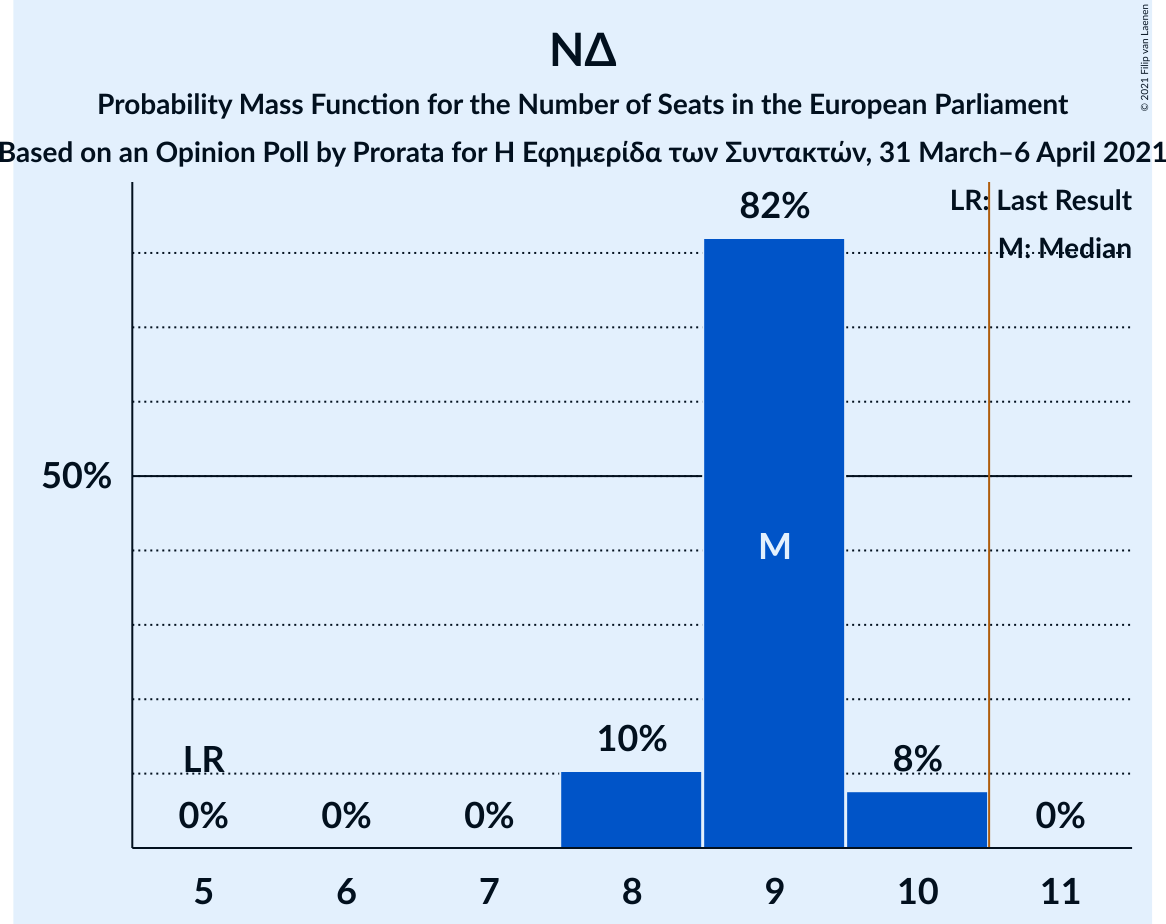 ΝΔ
Probability Mass Function for the Number of Seats in the European Parliament
Based on an Opinion Poll by Prorata for Η Εφημερίδα των Συντακτών, 31 March–6 April 2021
© 2021 Filip van Laenen
LR: Last Result
M: Median
82%
50%
M
10%
LR
8%
0%
0%
0%
0%
5
6
7
8
9
10
11